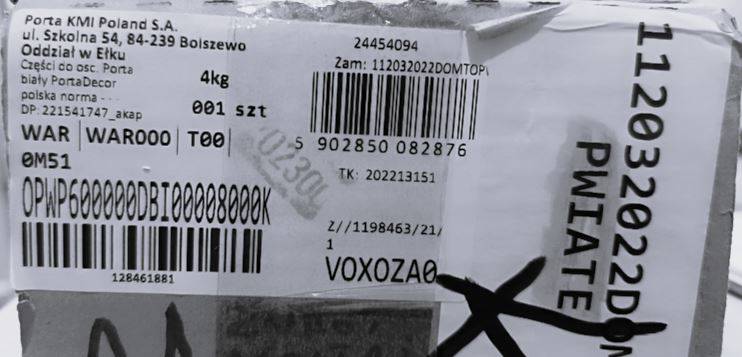 Porta KMI Poland S.A.
ul. Szkolna 54, 84-239 Bolszewo
Oddział w Ełku
Części do osc. Porta
biały PortaDecor
polska norma - - -
DP: 221541747_akap
4kg
001 szt
WAR WAR000 T00
0M51
OPWP600000DBI00008000K
128461881
24454094
Zam: 112032022DOMTOP
5 902850 082876
TK: 202213151
Z//1198463/21/
1
VOXOZA0
112032022DOM
PWIATE